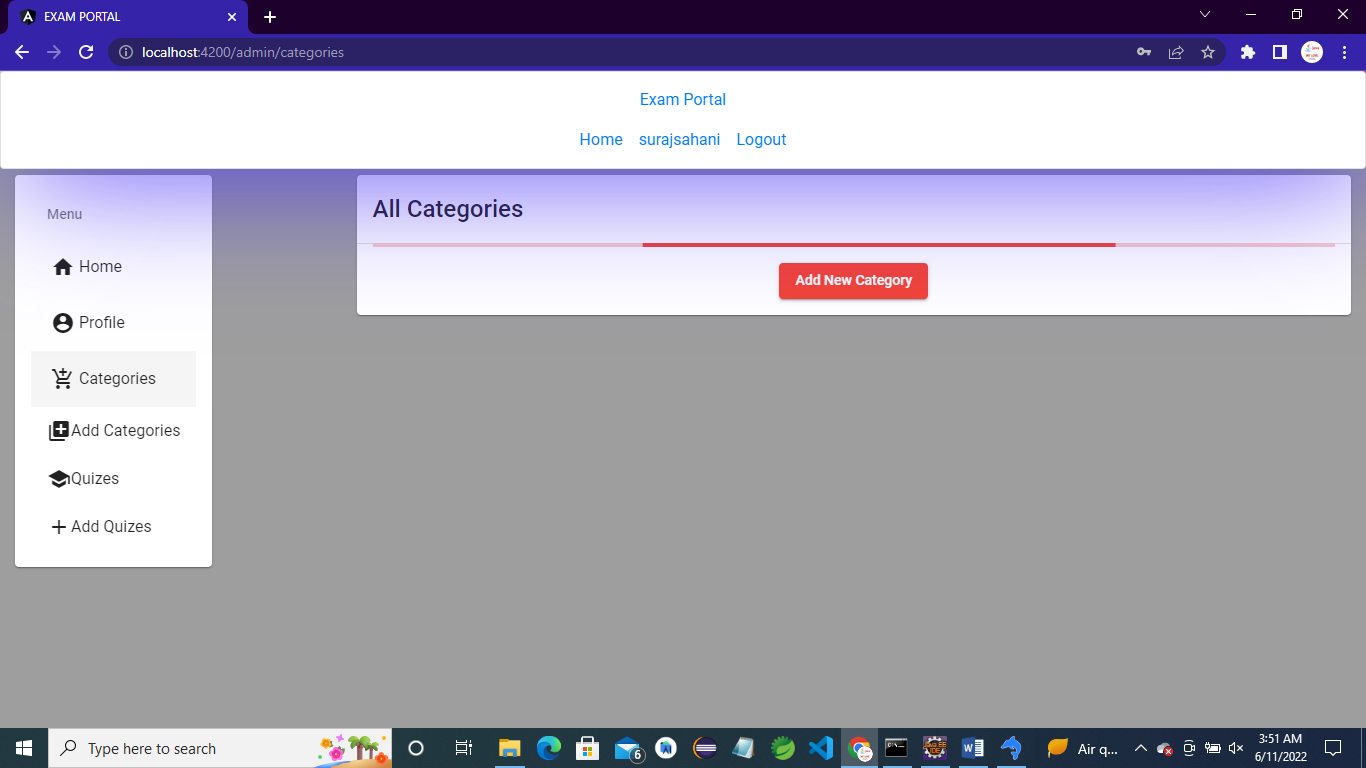 EXAM PORTAL
localhost:4200/admin/categories
Exam Portal
Home surajsahani Logout
Menu
Home
Profile
Categories
Add Categories
Quizes
Add Quizes
All Categories
Add New Category
Type here to search
6
Air q...
3:51 AM
6/11/2022